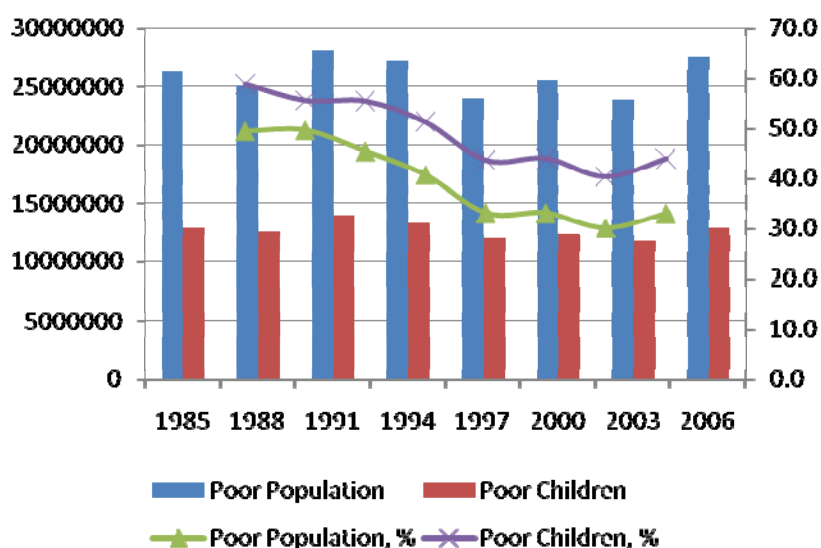 30000000 70.0
25000000 60.0
20000000 50.0
15000000 40.0
10000000 30.0
5000000 20.0
0 10.0
0.0
1985 1988 1991 1994 1997 2000 2003 2006
Poor Population Poor Children
Poor Population, % Poor Children, %